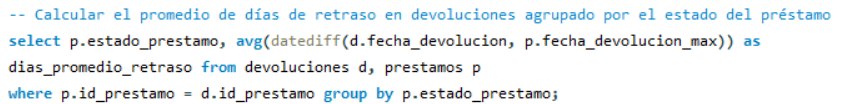 -- Calcular el promedio de días de retraso en devoluciones agrupado por el estado del préstamo
select p.estado_prestamo, avg(datediff(d.fecha_devolucion, p.fecha_devolucion_max)) as
dias_promedio_retraso from devoluciones d, prestamos p
where p.id_prestamo = d.id_prestamo group by p.estado_prestamo;